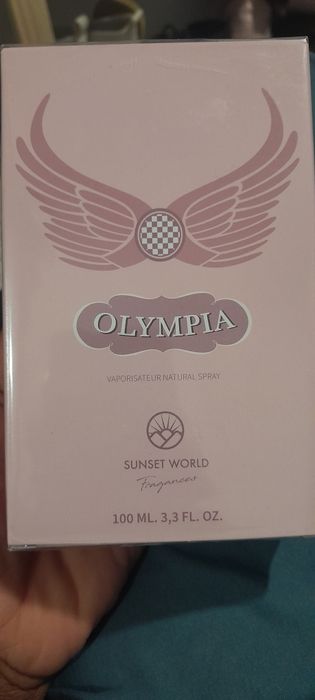 OLYMPIA
VAPORISATEUR NATURAL SPRAY
SUNSET WORLD
Fragances
100 ML. 3,3 FL. OZ.